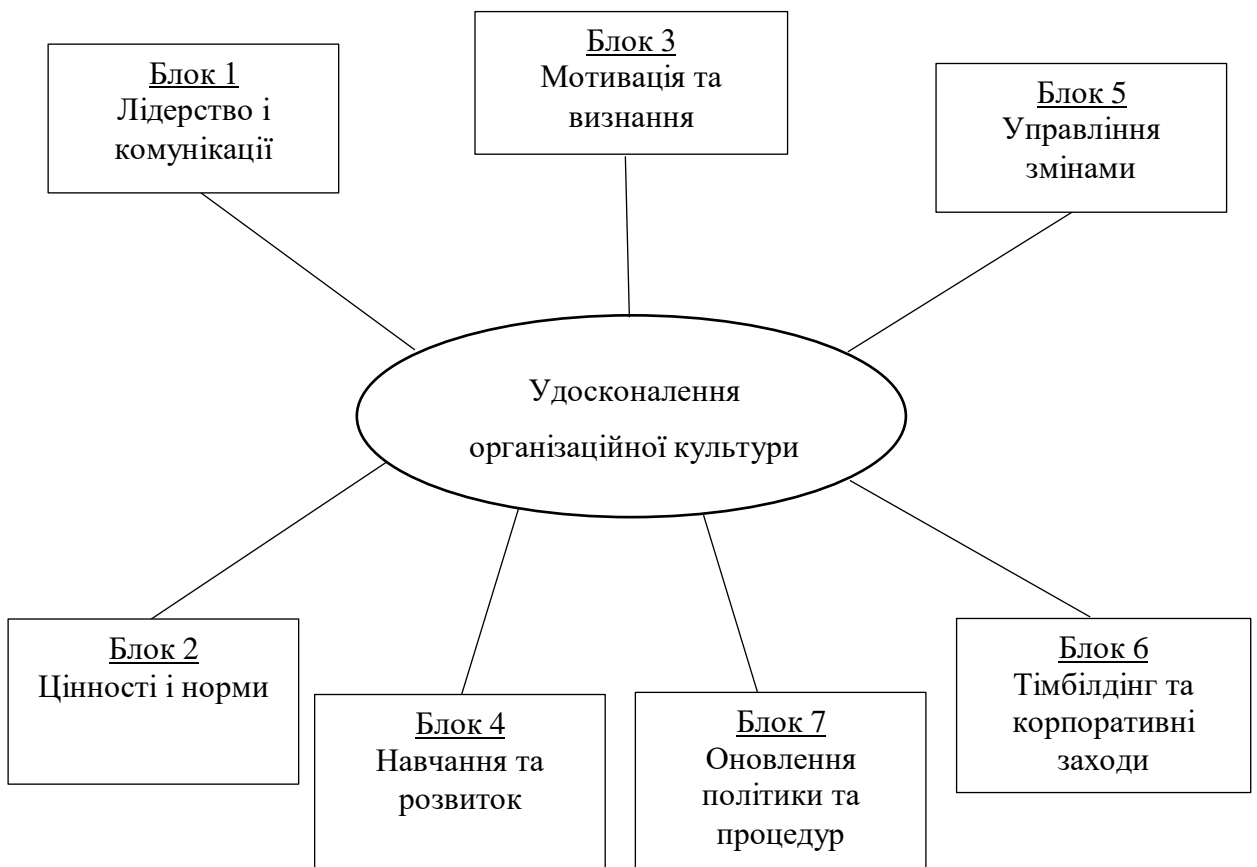 Блок 1
Лідерство і
комунікації
Блок 3
Мотивація та
визнання
Блок 5
Управління
змінами
Удосконалення
організаційної культури
Блок 2
Цінності і норми
Блок 4
Навчання та
розвиток
Блок 7
Оновлення
політики та
процедур
Блок 6
Тімбілдінг та
корпоративні
заходи